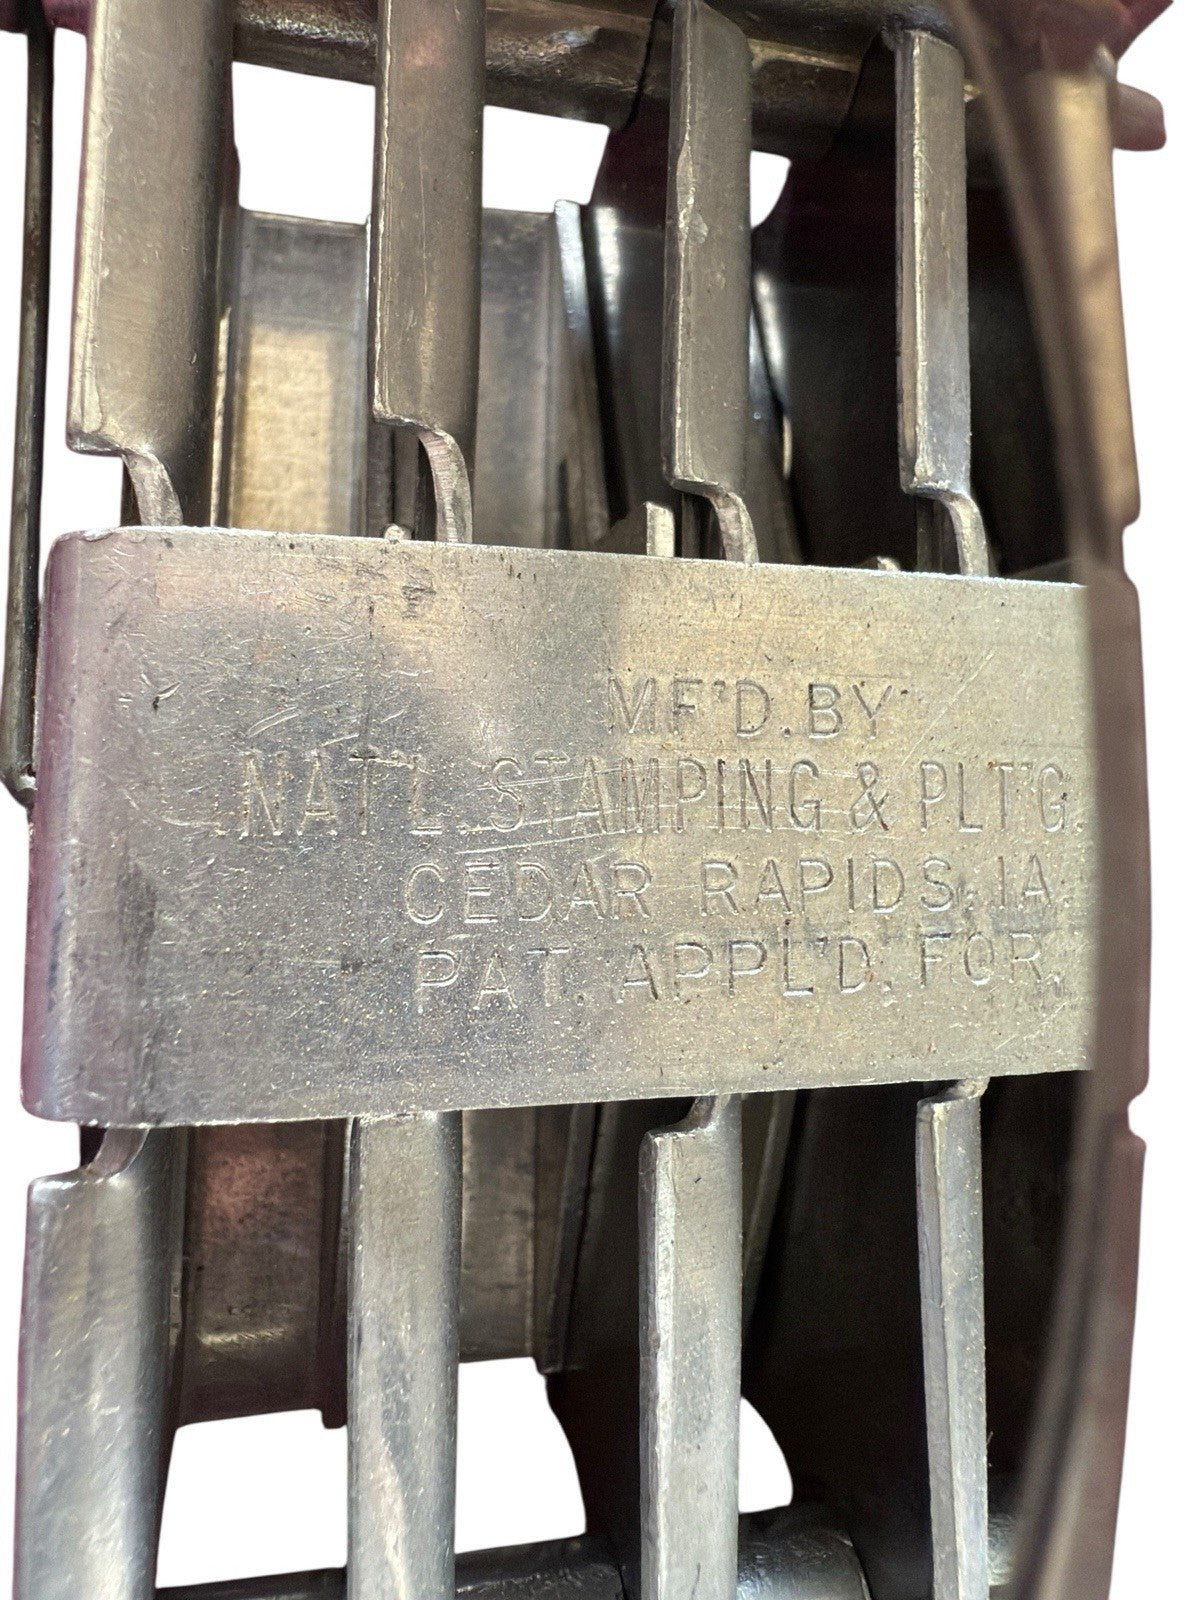 MF'D. BY
NAT'L. STAMPING & PLT'G.
CEDAR RAPIDS, IA.
PAT. APPL'D. FOR.